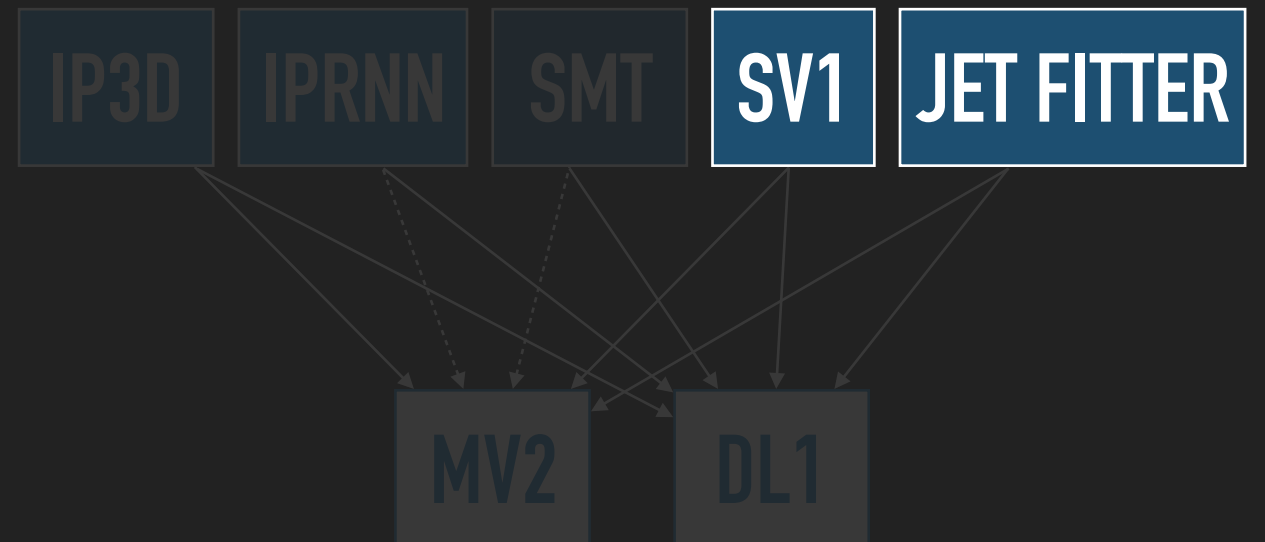 IP3D
IPRNN
SMT
SV1
JET FITTER
MV2
DL1